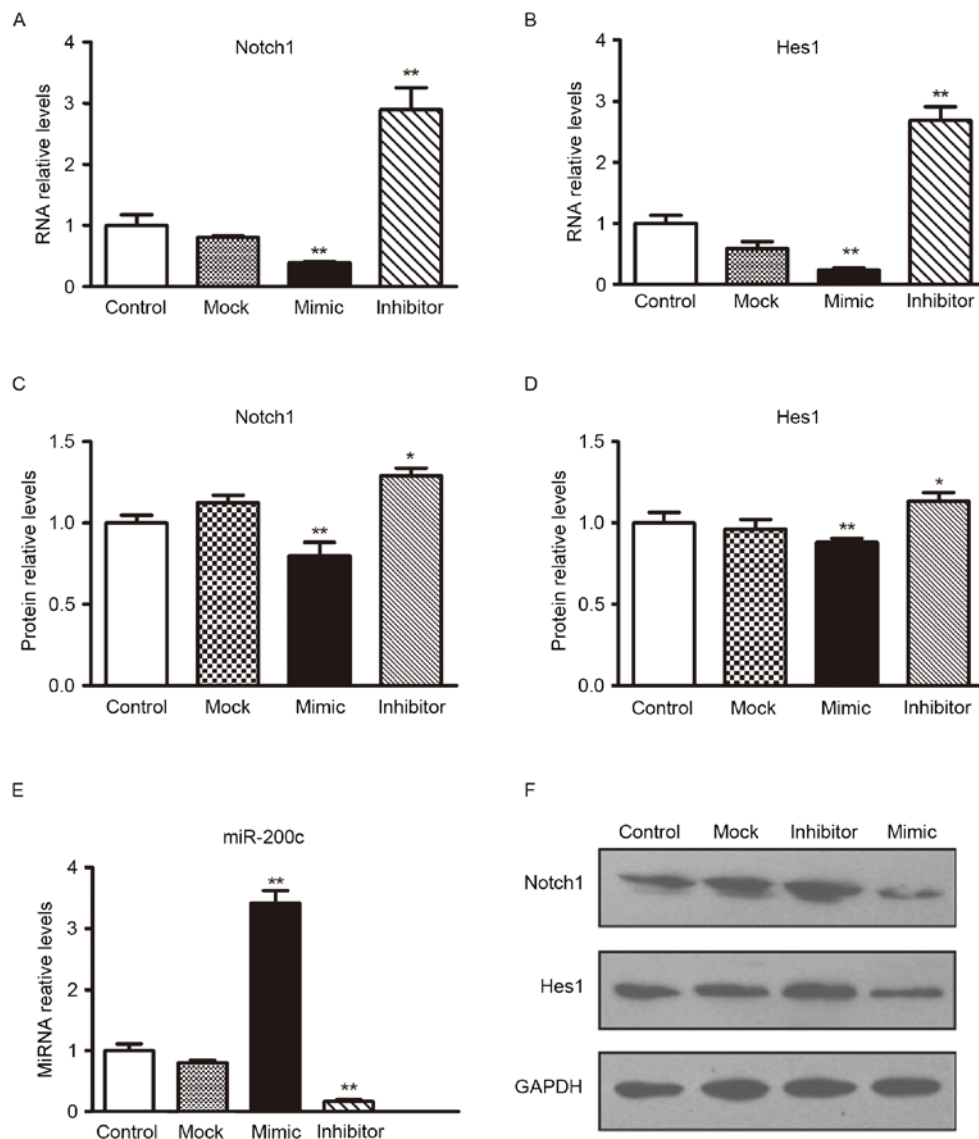 A
Notch1
RNA relative levels
4
3
2
1
0
**
**
Control Mock Mimic Inhibitor
B
Hes1
RNA relative levels
4
3
2
1
0
**
**
Control Mock Mimic Inhibitor
C
Notch1
Protein relative levels
1.5
1.0
0.5
0.0
**
*
Control Mock Mimic Inhibitor
D
Hes1
Protein relative levels
1.5
1.0
0.5
0.0
**
*
Control Mock Mimic Inhibitor
E
miR-200c
MiRNA reative levels
4
3
2
1
0
**
**
Control Mock Mimic Inhibitor
F
Control Mock Inhibitor Mimic
Notch1
Hes1
GAPDH